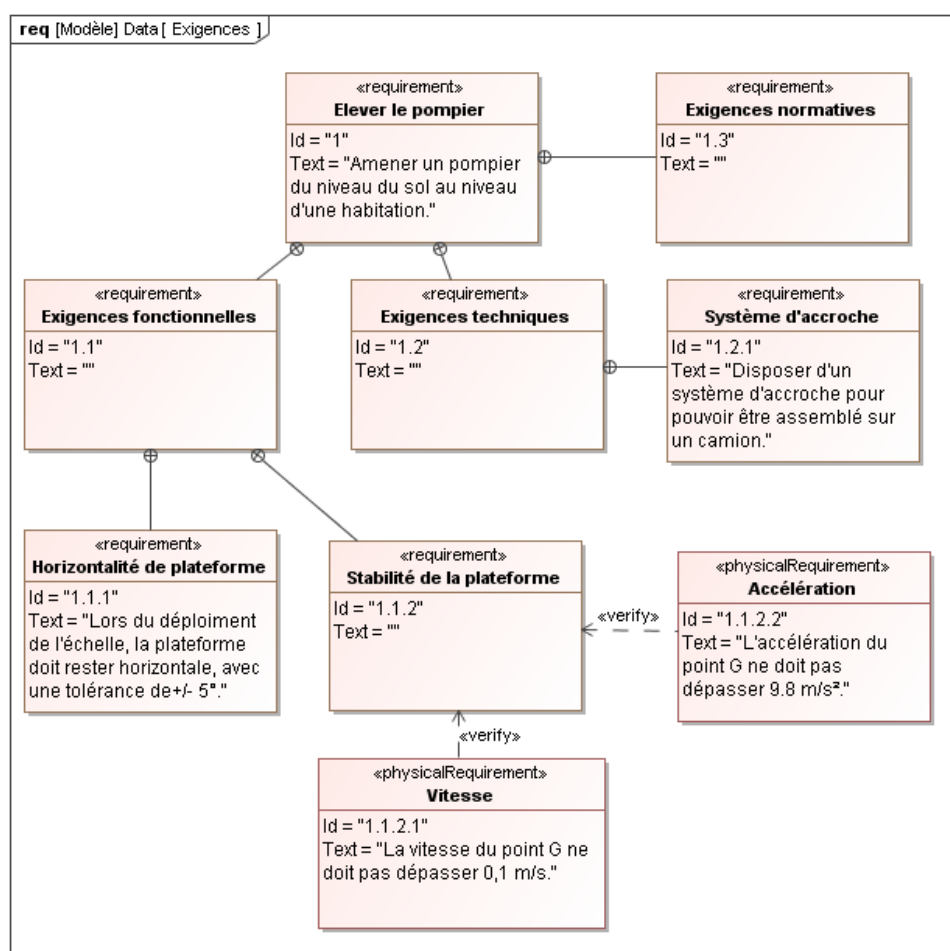 req [Modèle] Data [ Exigences ]
«requirement»
Elever le pompier
Id = "1"
Text = "Amener un pompier
du niveau du sol au niveau
d'une habitation."
«requirement»
Exigences normatives
Id = "1.3"
Text = ""
«requirement»
Exigences fonctionnelles
Id = "1.1"
Text = ""
«requirement»
Exigences techniques
Id = "1.2"
Text = ""
«requirement»
Système d'accroche
Id = "1.2.1"
Text = "Disposer d'un
système d'accroche pour
pouvoir être assemblé sur
un camion."
«requirement»
Horizontalité de plateforme
Id = "1.1.1"
Text = "Lors du déploiment
de l'échelle, la plateforme
doit rester horizontale, avec
une tolérance de+/- 5°."
«requirement»
Stabilité de la plateforme
Id = "1.1.2"
Text = ""
«verify»
«physicalRequirement»
Accélération
Id = "1.1.2.2"
Text = "L'accélération du
point G ne doit pas
dépasser 9.8 m/s²."
«verify»
«physicalRequirement»
Vitesse
Id = "1.1.2.1"
Text = "La vitesse du point G ne
doit pas dépasser 0,1 m/s."